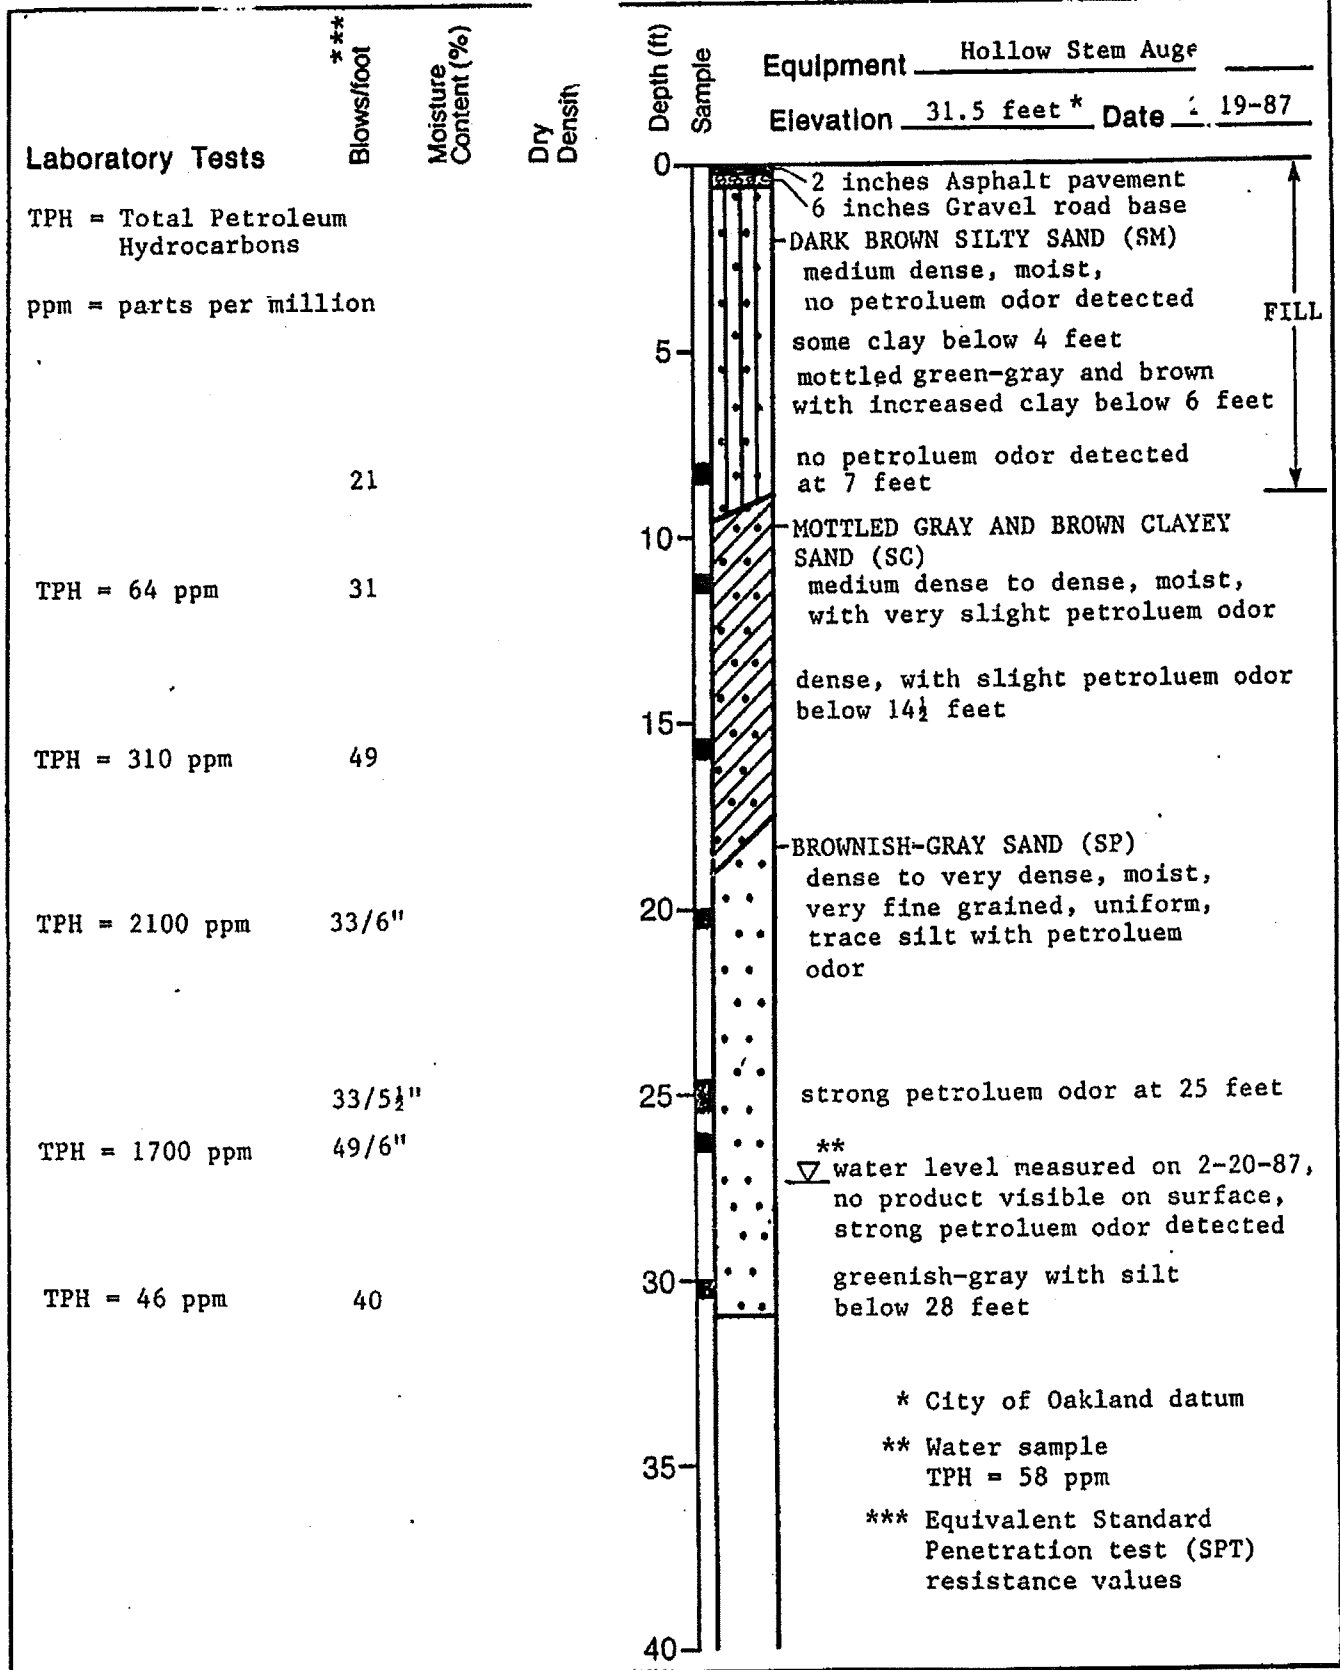 Equipment Hollow Stem Auge
Elevation 31.5 feet* Date 19-87
Laboratory Tests
***
Blows/foot
Moisture
Content (%)
Dry
Densit
Depth (ft)
Sample
TPH = Total Petroleum
Hydrocarbons
ppm = parts per million
21
TPH = 64 ppm 31
TPH = 310 ppm 49
TPH = 2100 ppm 33/6"
33/5½"
TPH = 1700 ppm 49/6"
TPH = 46 ppm 40
0
5
10
15
20
25
30
35
40
2 inches Asphalt pavement
6 inches Gravel road base
DARK BROWN SILTY SAND (SM)
medium dense, moist,
no petroluem odor detected
some clay below 4 feet
mottled green-gray and brown
with increased clay below 6 feet
no petroluem odor detected
at 7 feet
FILL
MOTTLED GRAY AND BROWN CLAYEY
SAND (SC)
medium dense to dense, moist,
with very slight petroluem odor
dense, with slight petroluem odor
below 14½ feet
BROWNISH-GRAY SAND (SP)
dense to very dense, moist,
very fine grained, uniform,
trace silt with petroluem
odor
strong petroluem odor at 25 feet
**
water level measured on 2-20-87,
no product visible on surface,
strong petroluem odor detected
greenish-gray with silt
below 28 feet
* City of Oakland datum
** Water sample
TPH = 58 ppm
*** Equivalent Standard
Penetration test (SPT)
resistance values